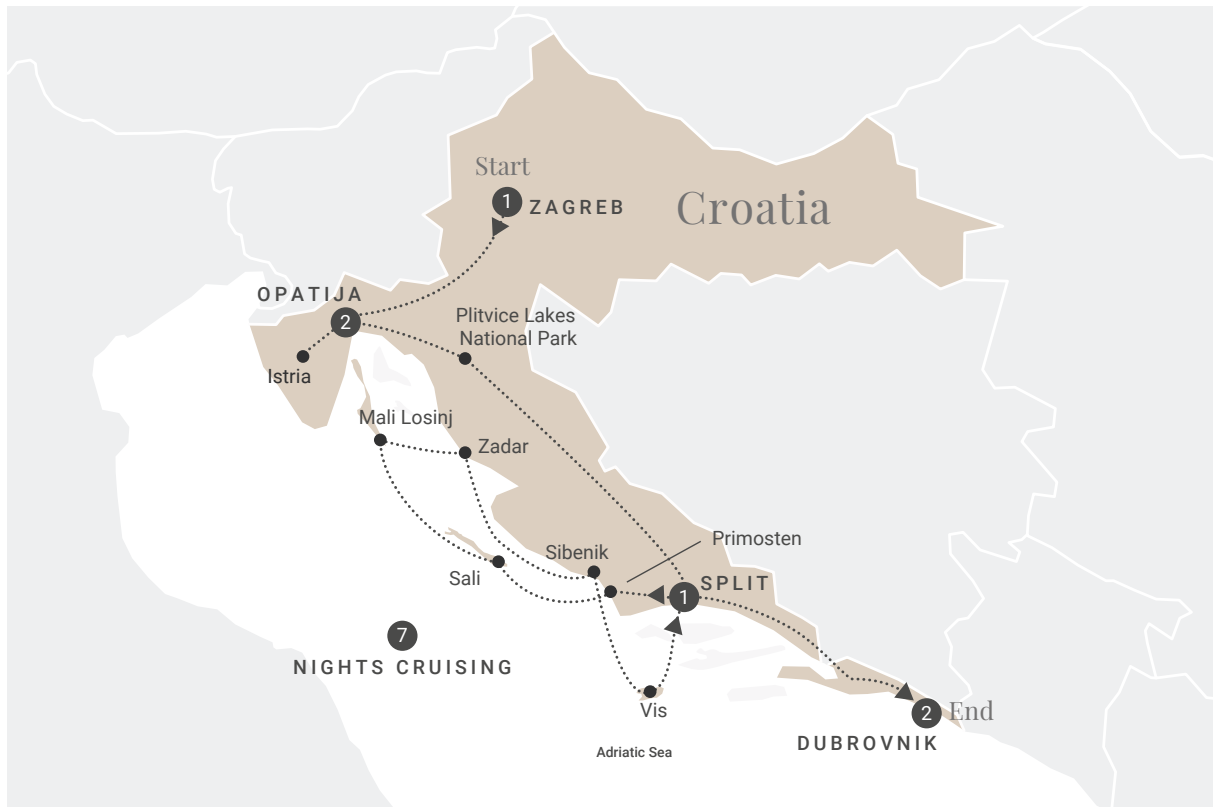 Start
1
ZAGREB
Croatia
OPATIJA
2
Plitvice Lakes
National Park
Istria
Mali Losinj
Zadar
Primosten
Sibenik
Sali
SPLIT
1
7
NIGHTS CRUISING
Vis
2
End
DUBROVNIK
Adriatic Sea